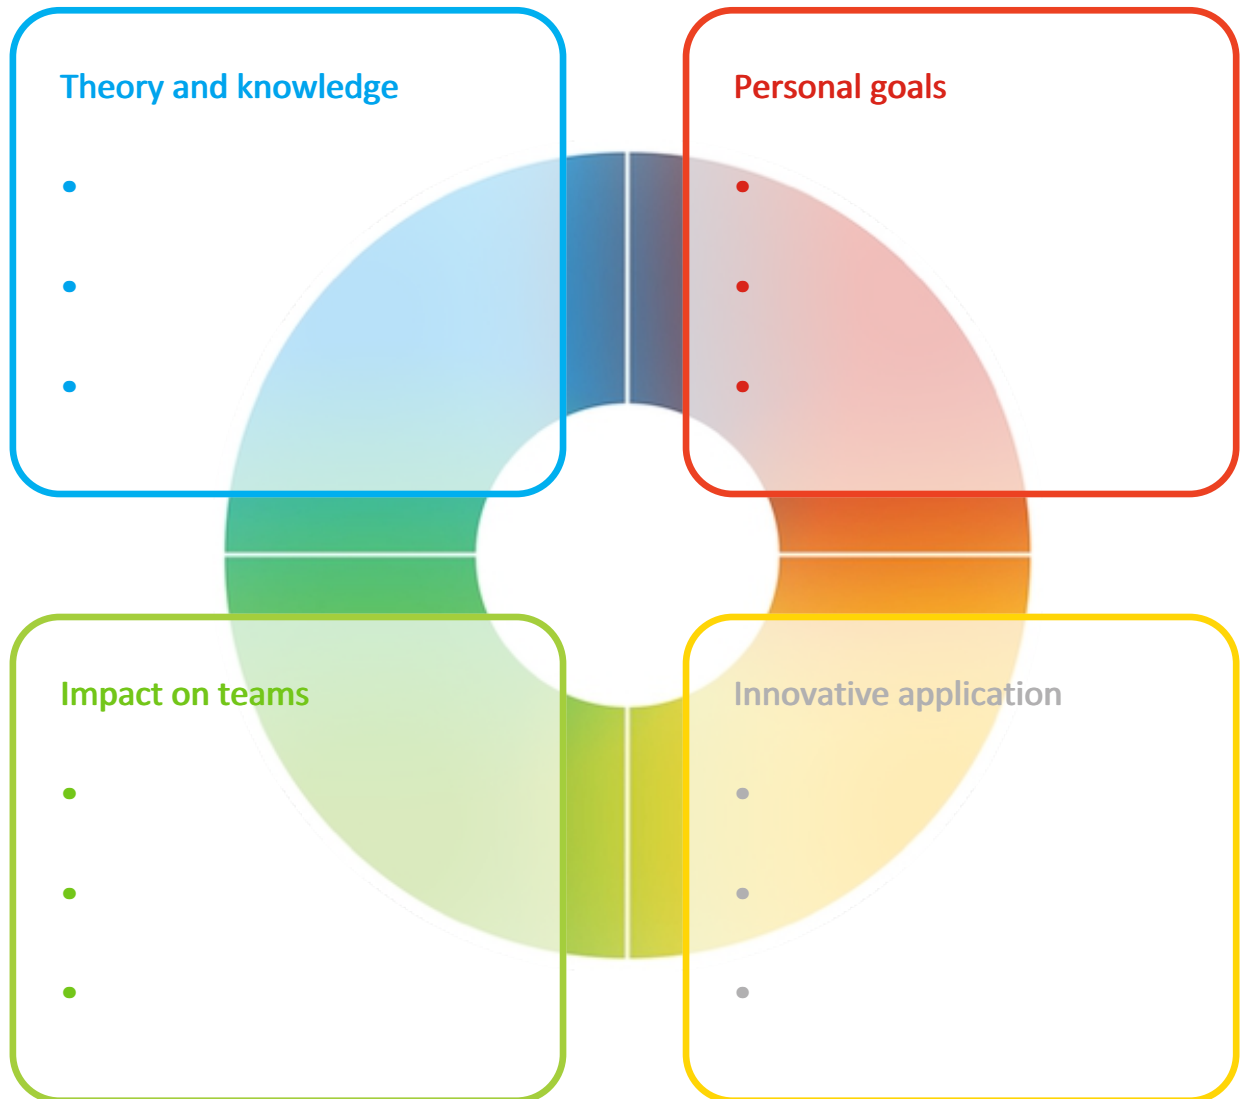 Theory and knowledge
Personal goals
Impact on teams
Innovative application